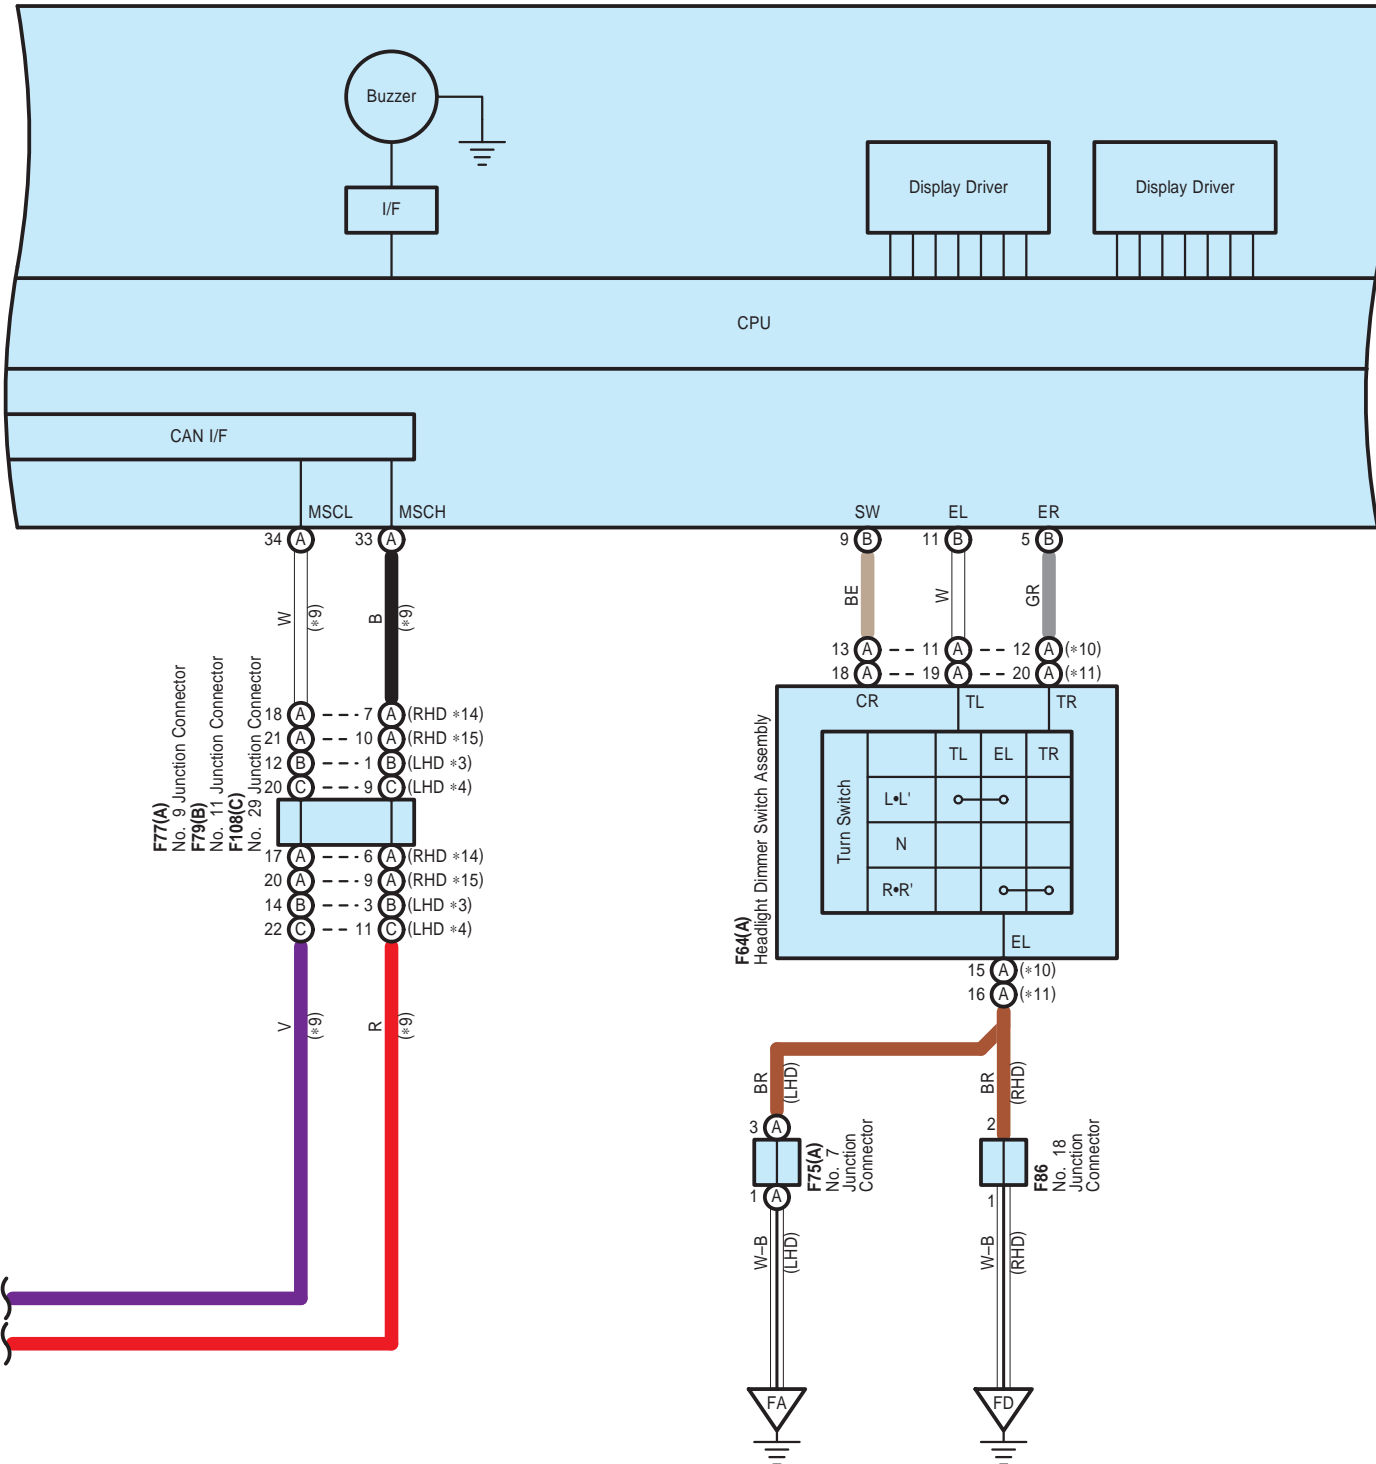 Buzzer
I/F
Display Driver
Display Driver
CPU
CAN I/F
MSCL
MSCH
SW
EL
ER
34 A
33 A
9 B
11 B
5 B
W
(*9)
B
(*9)
BE
W
GR
13 A
11 A
12 A (*10)
18 A
19 A
20 A (*11)
F77(A)
No. 9 Junction Connector
F79(B)
No. 11 Junction Connector
F108(C)
No. 29 Junction Connector
18 A 7 A (RHD *14)
21 A 10 A (RHD *15)
12 B 1 B (LHD *3)
20 C 9 C (LHD *4)
17 A 6 A (RHD *14)
20 A 9 A (RHD *15)
14 B 3 B (LHD *3)
22 C 11 C (LHD *4)
F64(A)
Headlight Dimmer Switch Assembly
CR
TL
TR
Turn Switch
TL EL TR
L•L'
N
R•R'
EL
15 A (*10)
16 A (*11)
V
(*9)
R
(*9)
BR
(LHD)
BR
(RHD)
3 A
2
F75(A)
No. 7
Junction
Connector
F86
No. 18
Junction
Connector
1 A
1
W–B
(LHD)
W–B
(RHD)
FA
FD